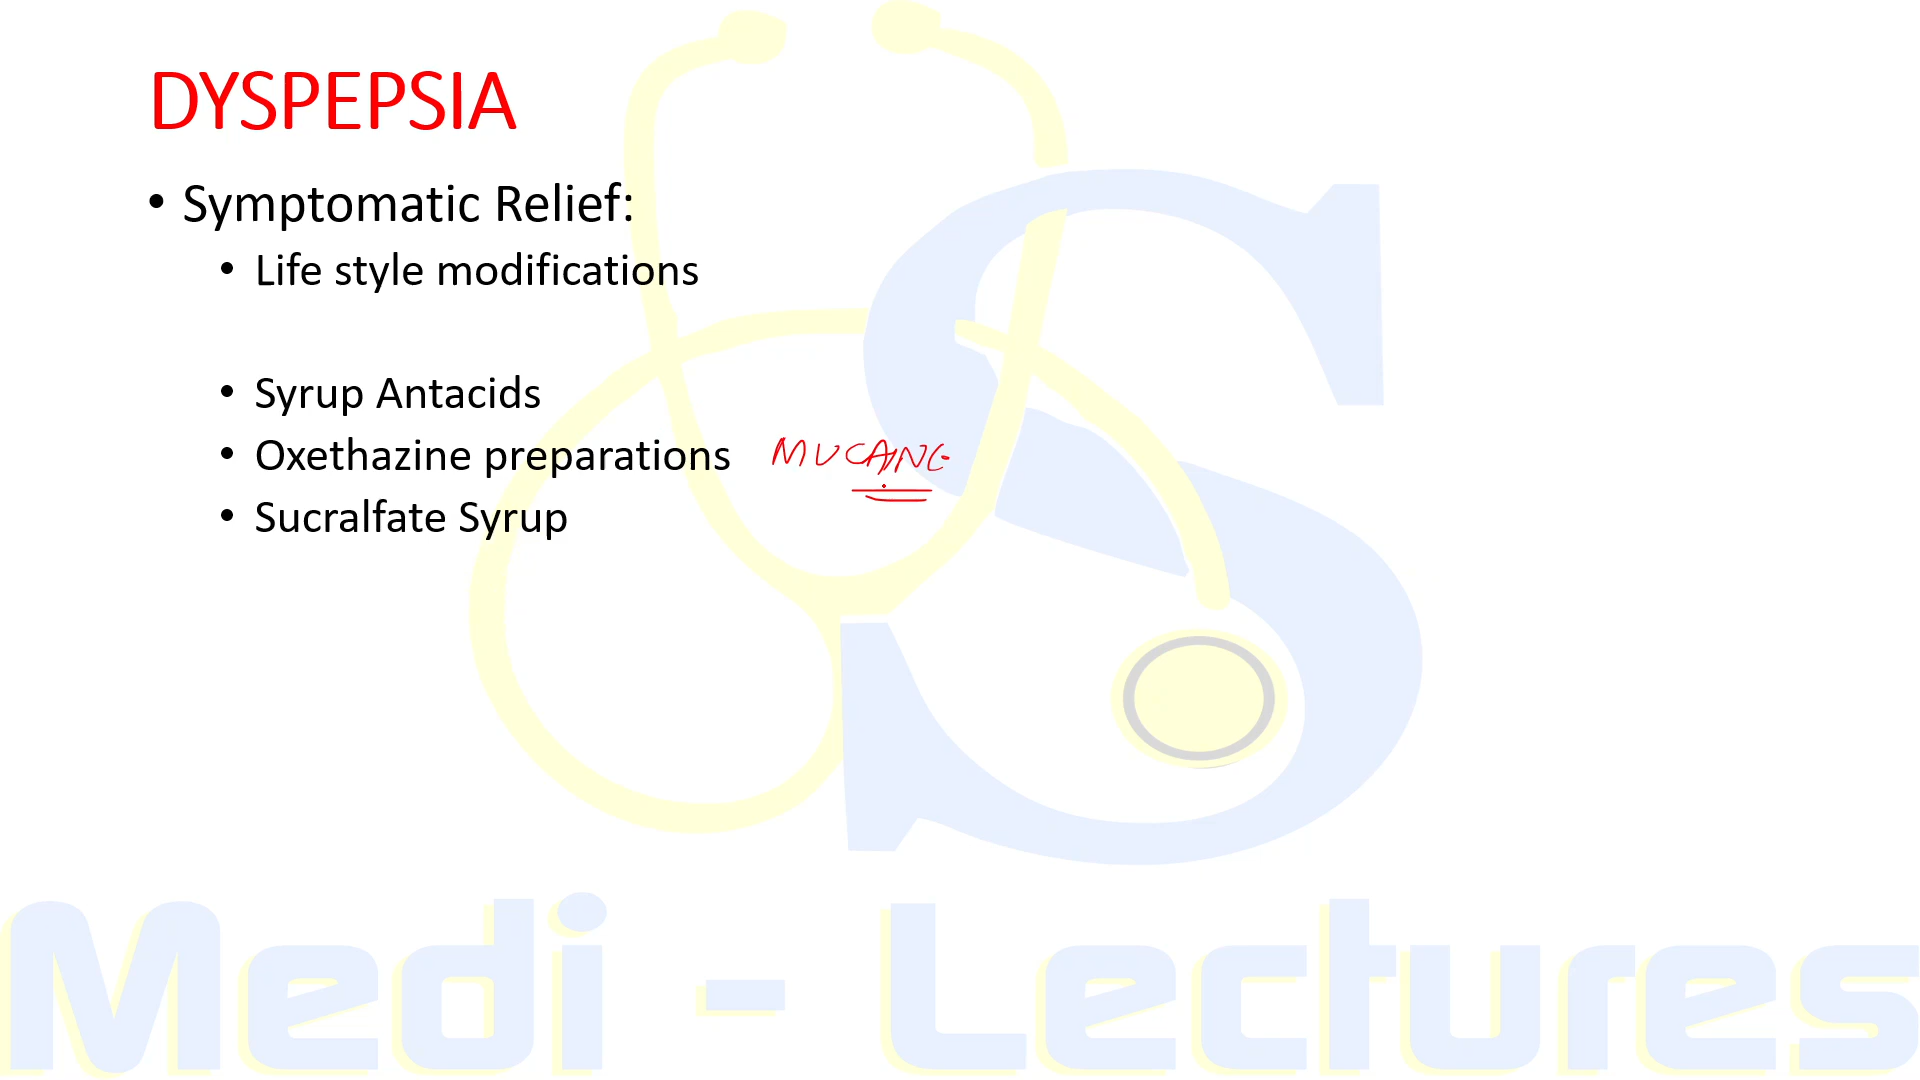 DYSPEPSIA
• Symptomatic Relief:
• Life style modifications
• Syrup Antacids
• Oxethazine preparations MUCAINE
• Sucralfate Syrup
Medi - Lectures